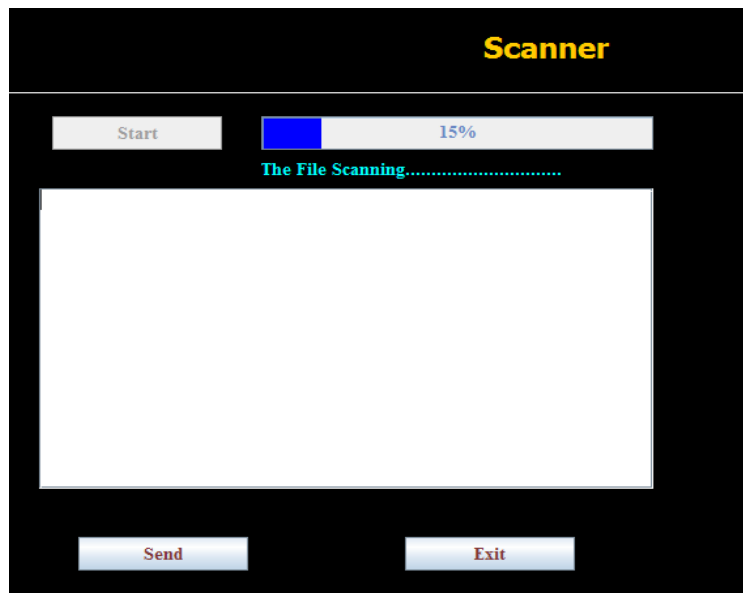 Scanner
Start 15%
The File Scanning..............................
Send Exit